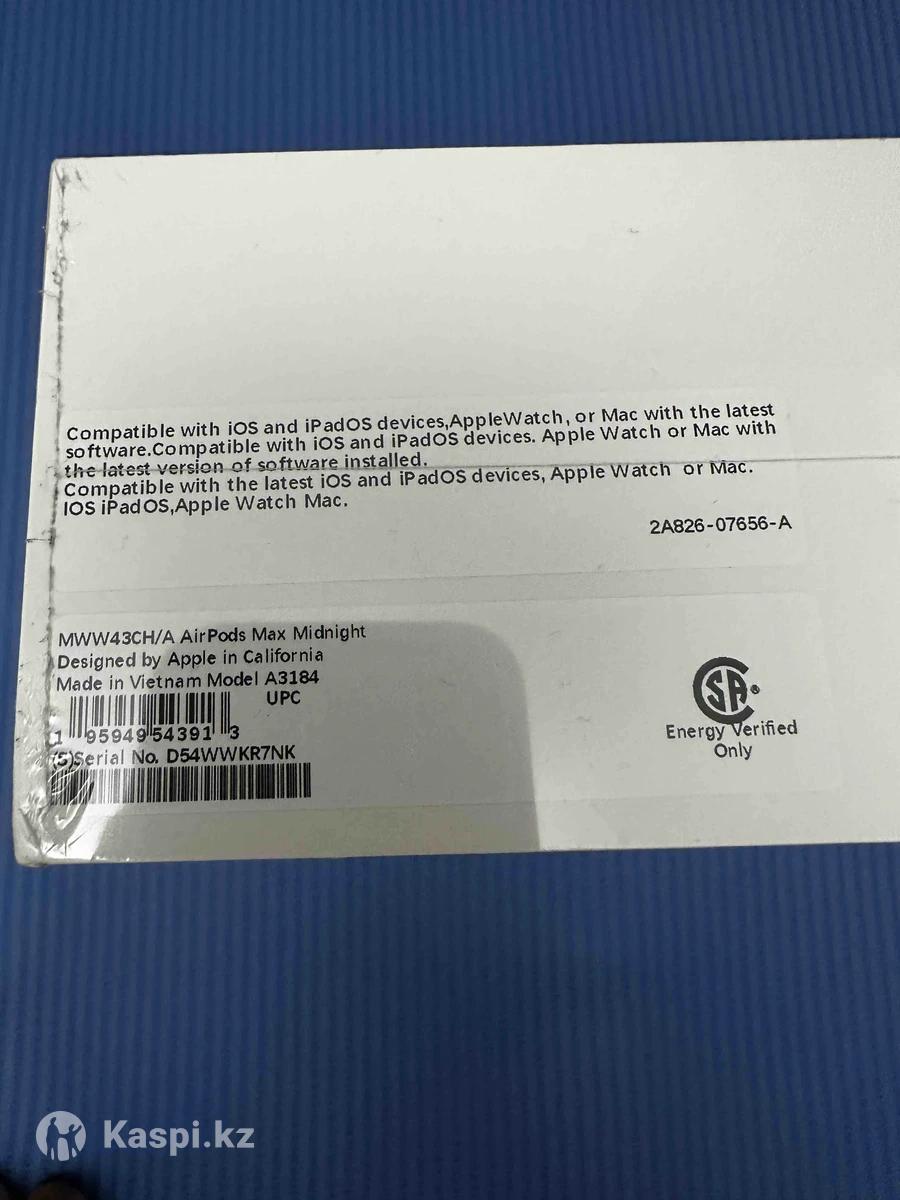 Compatible with iOS and iPadOS devices,AppleWatch, or Mac with the latest
software.Compatible with iOS and iPadOS devices. Apple Watch or Mac with
the latest version of software installed.
Compatible with the latest iOS and iPadOS devices, Apple Watch or Mac.
IOS iPadOS,Apple Watch Mac.
2A826-07656-A
MWW43CH/A AirPods Max Midnight
Designed by Apple in California
Made in Vietnam Model A3184
UPC
1 95949 54391 3
(S)Serial No. D54WWKR7NK
SA
Energy Verified
Only
Kaspi.kz